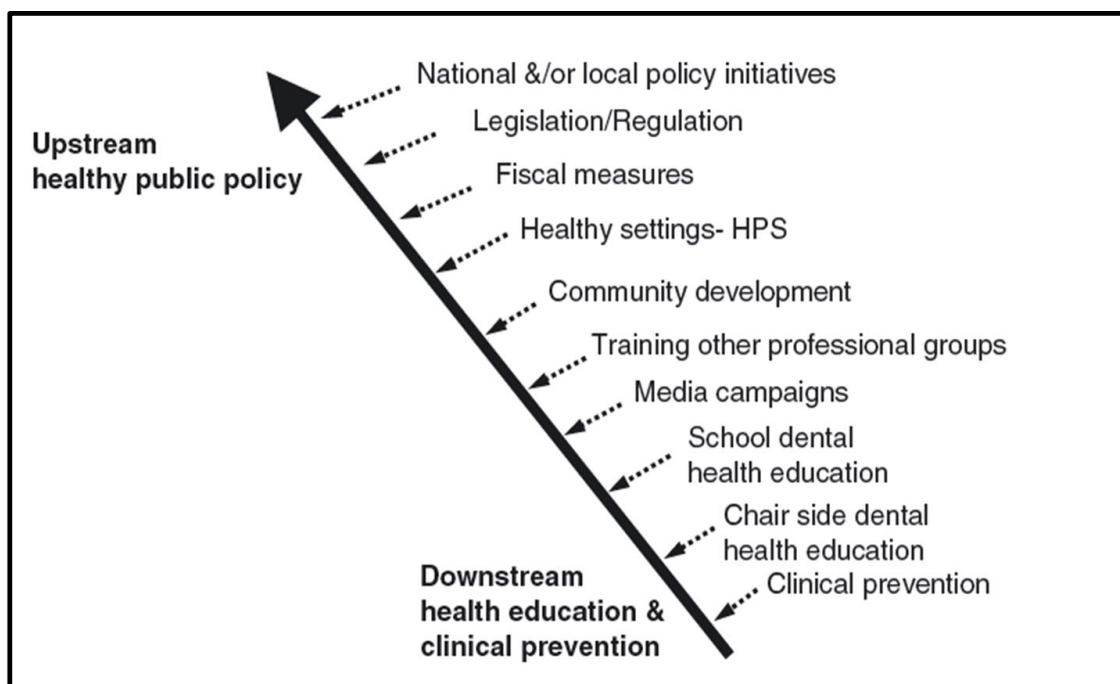 National &/or local policy initiatives
Legislation/Regulation
Upstream
healthy public policy
Fiscal measures
Healthy settings- HPS
Community development
Training other professional groups
Media campaigns
School dental
health education
Chair side dental
health education
Clinical prevention
Downstream
health education &
clinical prevention